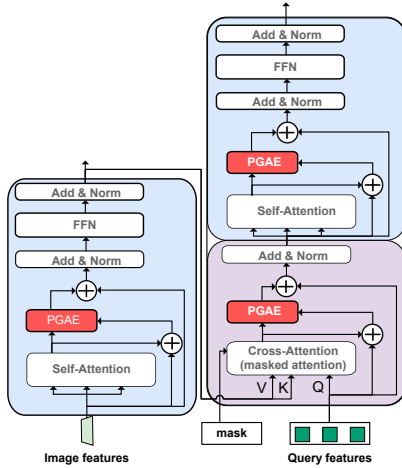 Add & Norm
FFN
Add & Norm
PGAE
Self-Attention
Image features
Add & Norm
FFN
Add & Norm
PGAE
Self-Attention
Add & Norm
PGAE
Cross-Attention
(masked attention)
V K Q
mask
Query features